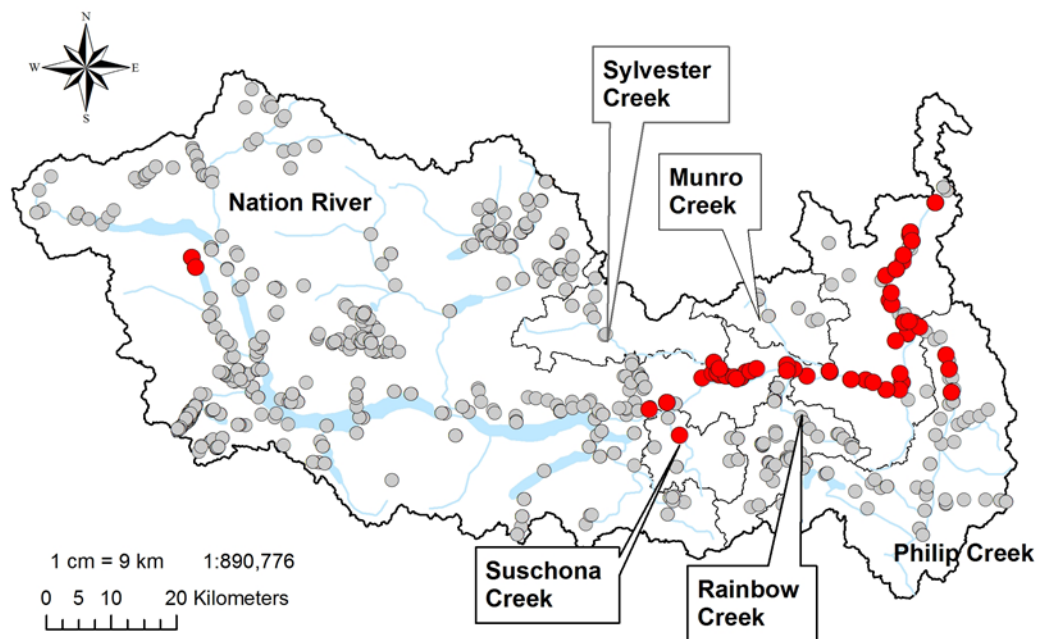 N
W E
S
Sylvester
Creek
Munro
Creek
Nation River
Suschona
Creek
Rainbow
Creek
Philip Creek
1 cm = 9 km 1:890,776
0 5 10 20 Kilometers